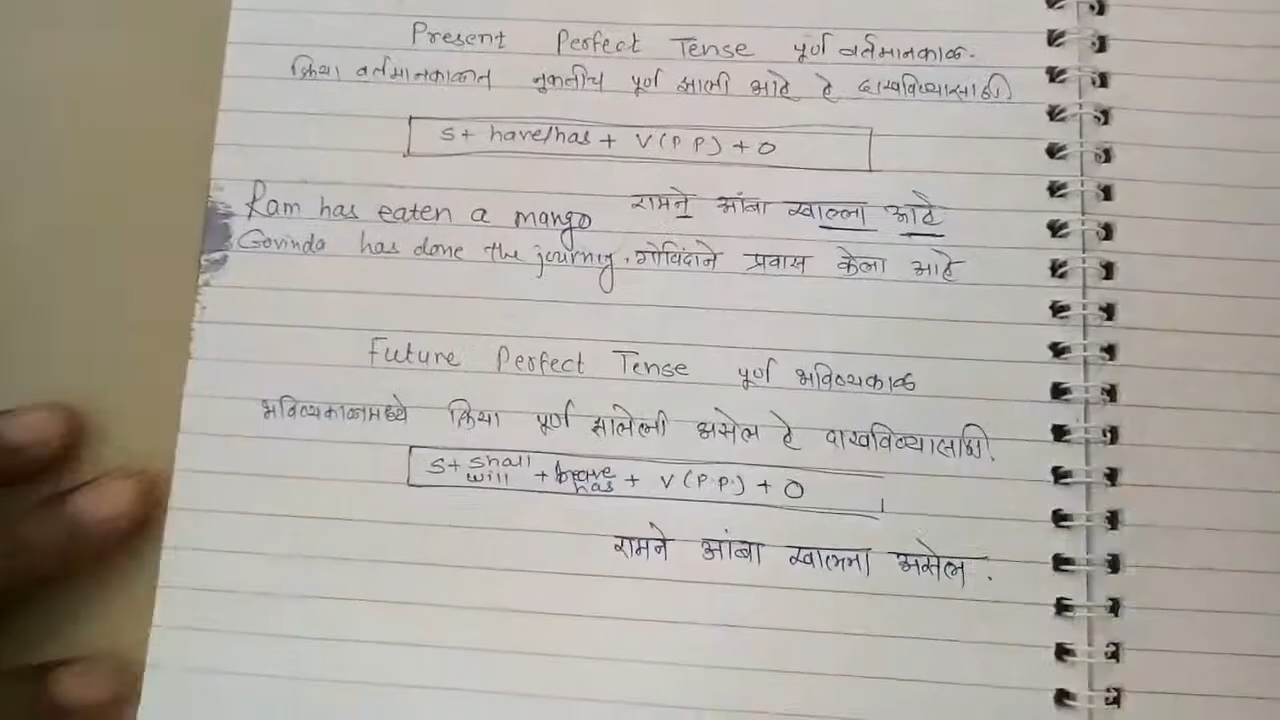 Present Perfect Tense पूर्ण वर्तमानकाळ.
क्रिया वर्तमानकाळात नुकतीच पूर्ण झाली आहे हे दाखविण्यासाठी
S + have/has + V (P P) + O
Ram has eaten a mango रामने आंबा खाल्ला आहे
Govinda has done the journey. गोविंदाने प्रवास केला आहे
Future Perfect Tense पूर्ण भविष्यकाळ
भविष्यकाळामध्ये क्रिया पूर्ण झालेली असेल हे दाखविण्यासाठी.
S + shall will + have has + V (P.P.) + O
रामने आंबा खाल्ला असेल .